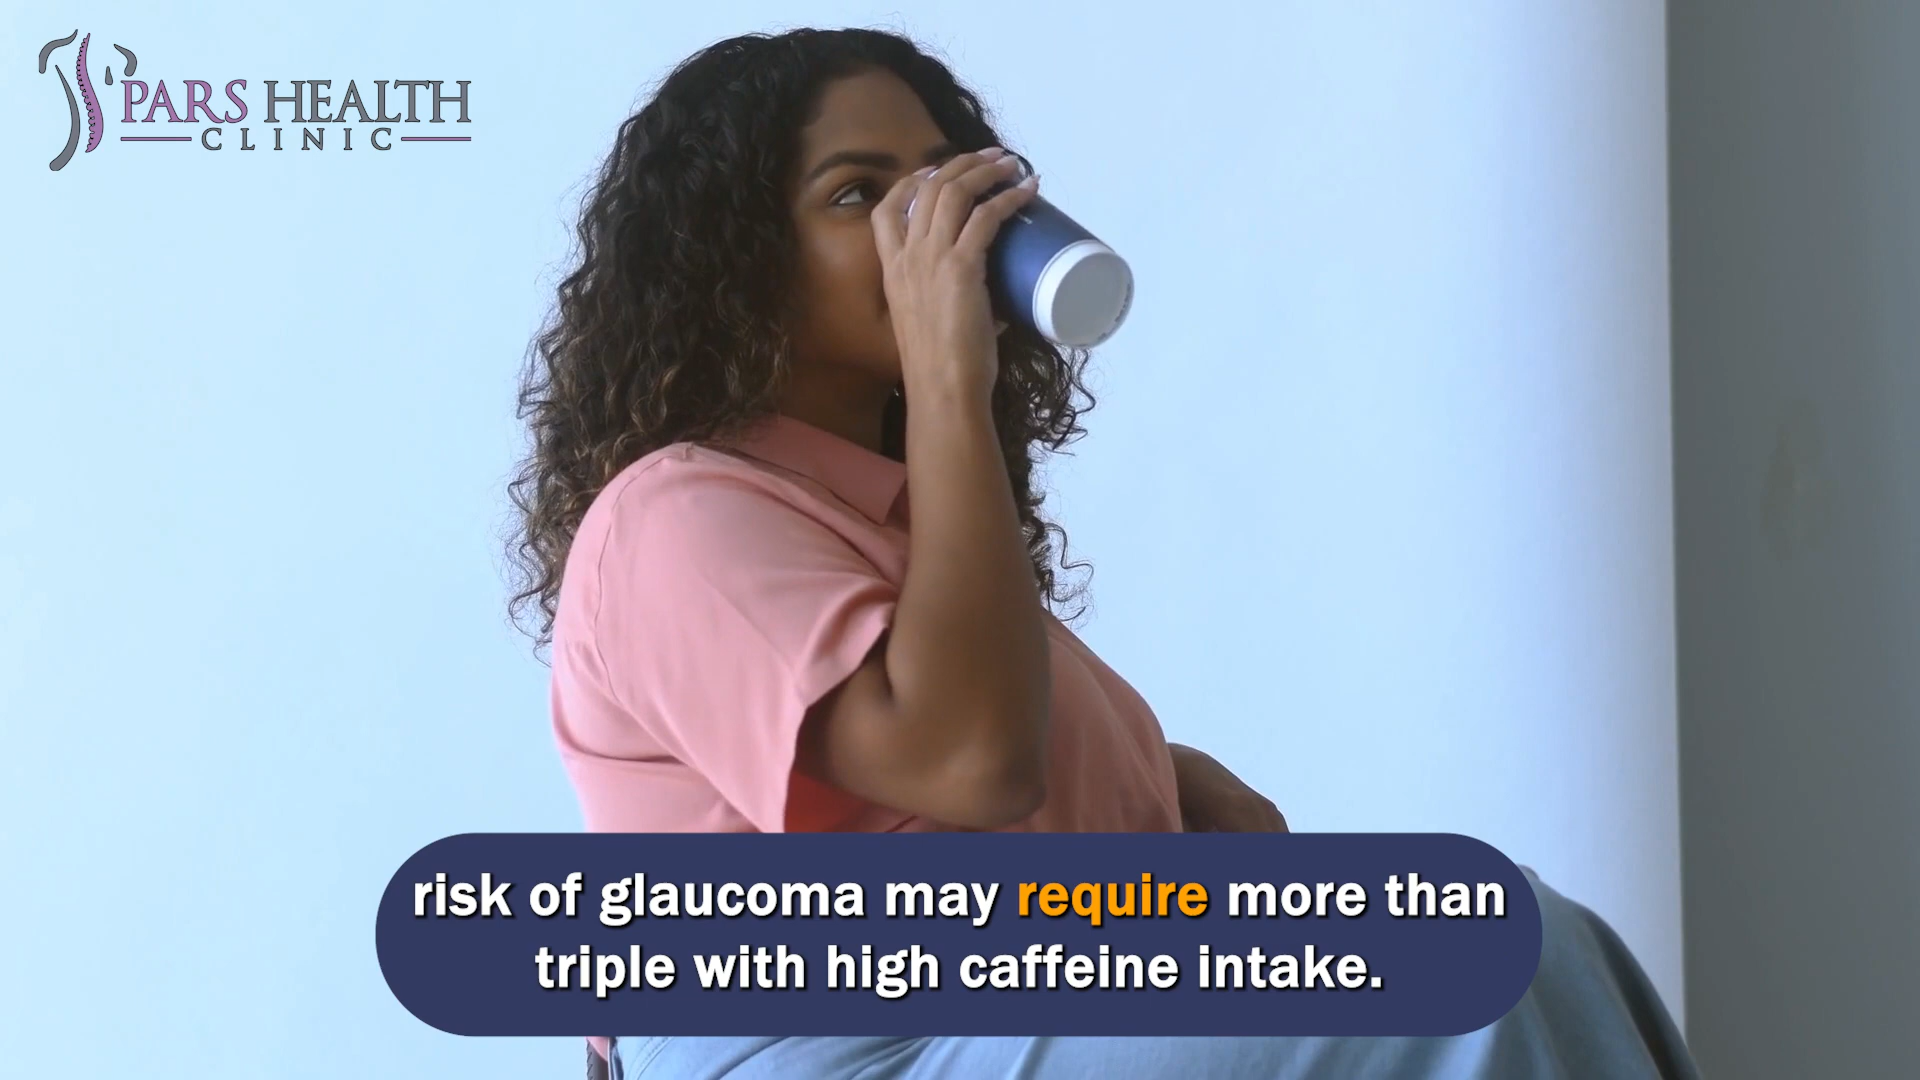 PARS HEALTH
CLINIC
risk of glaucoma may require more than
triple with high caffeine intake.